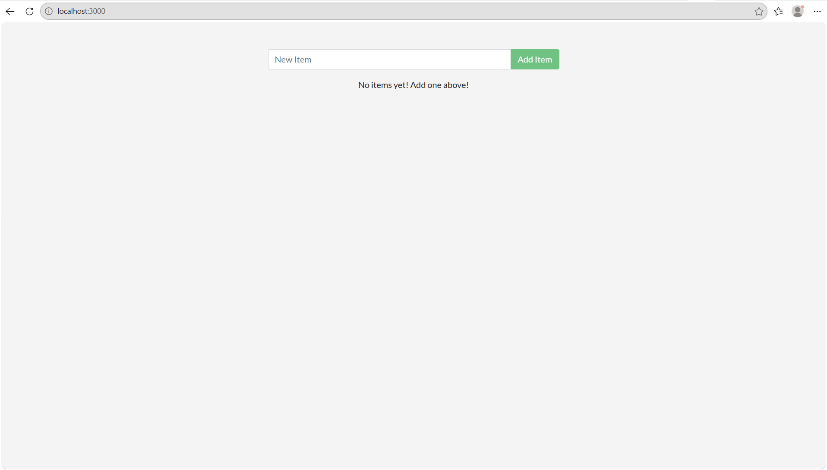 localhost:3000
New Item
Add Item
No items yet! Add one above!